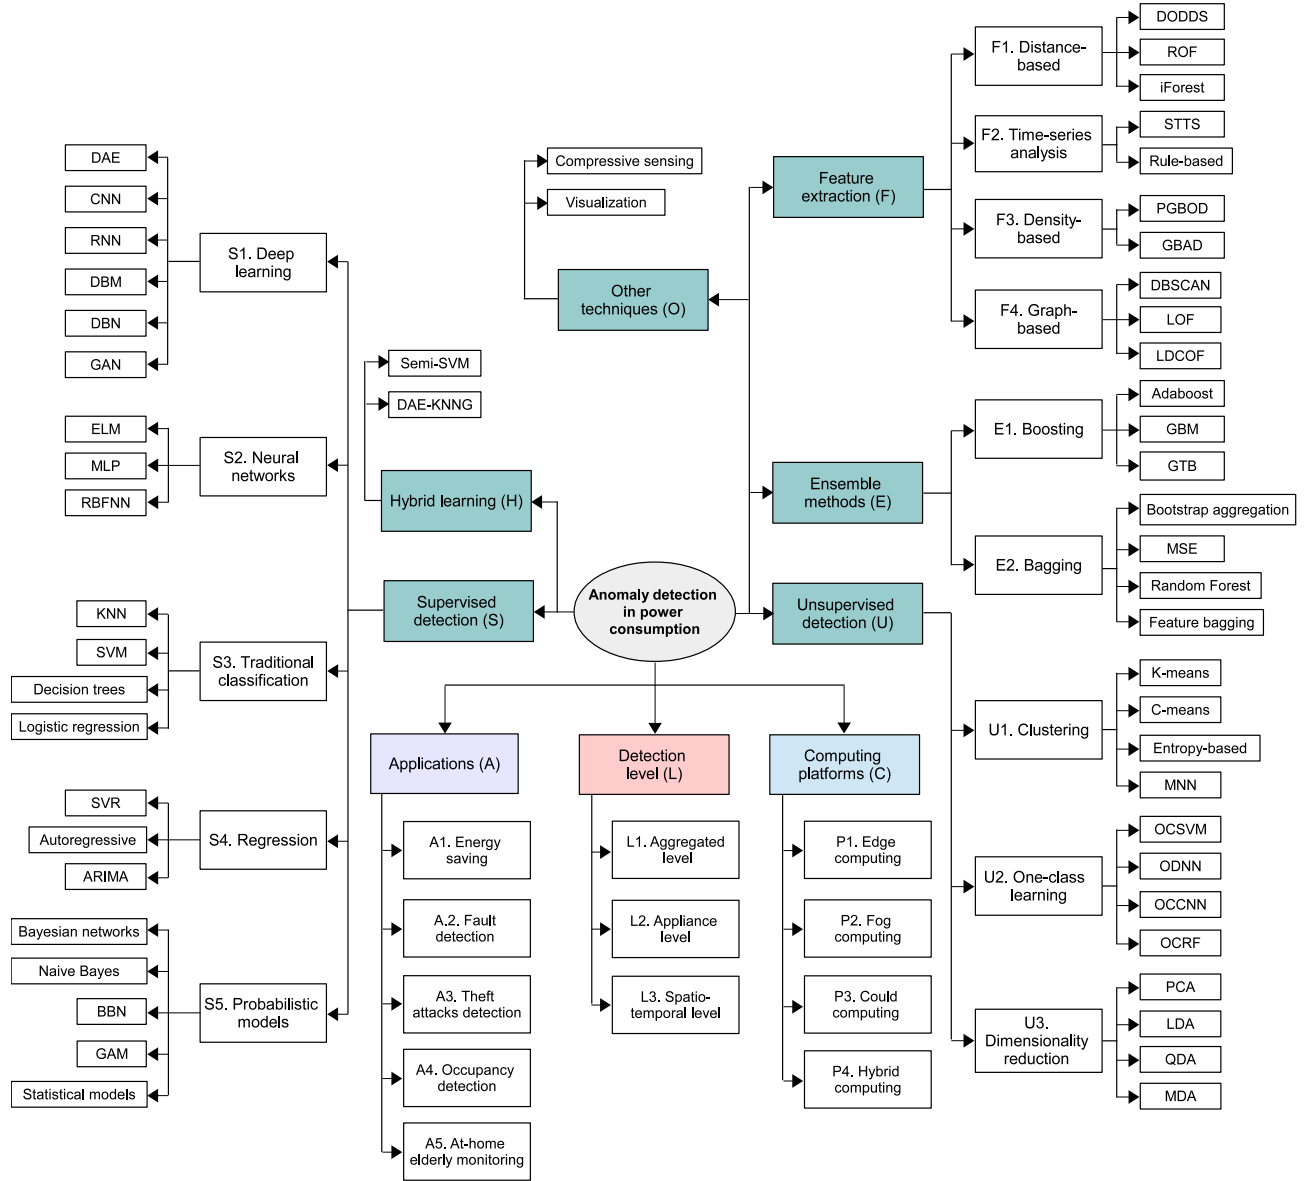 DAE
CNN
RNN
DBM
DBN
GAN
S1. Deep
learning
ELM
MLP
RBFNN
S2. Neural
networks
KNN
SVM
Decision trees
Logistic regression
S3. Traditional
classification
SVR
Autoregressive
ARIMA
S4. Regression
Bayesian networks
Naive Bayes
BBN
GAM
Statistical models
S5. Probabilistic
models
Compressive sensing
Visualization
Other
techniques (O)
Semi-SVM
DAE-KNNG
Hybrid learning (H)
Supervised
detection (S)
Anomaly detection
in power
consumption
Applications (A)
A1. Energy
saving
A.2. Fault
detection
A3. Theft
attacks detection
A4. Occupancy
detection
A5. At-home
elderly monitoring
Detection
level (L)
L1. Aggregated
level
L2. Appliance
level
L3. Spatio-
temporal level
Computing
platforms (C)
P1. Edge
computing
P2. Fog
computing
P3. Could
computing
P4. Hybrid
computing
Feature
extraction (F)
F1. Distance-
based
DODDS
ROF
iForest
F2. Time-series
analysis
STTS
Rule-based
F3. Density-
based
PGBOD
GBAD
F4. Graph-
based
DBSCAN
LOF
LDCOF
Ensemble
methods (E)
E1. Boosting
Adaboost
GBM
GTB
E2. Bagging
Bootstrap aggregation
MSE
Random Forest
Feature bagging
Unsupervised
detection (U)
U1. Clustering
K-means
C-means
Entropy-based
MNN
U2. One-class
learning
OCSVM
ODNN
OCCNN
OCRF
U3.
Dimensionality
reduction
PCA
LDA
QDA
MDA